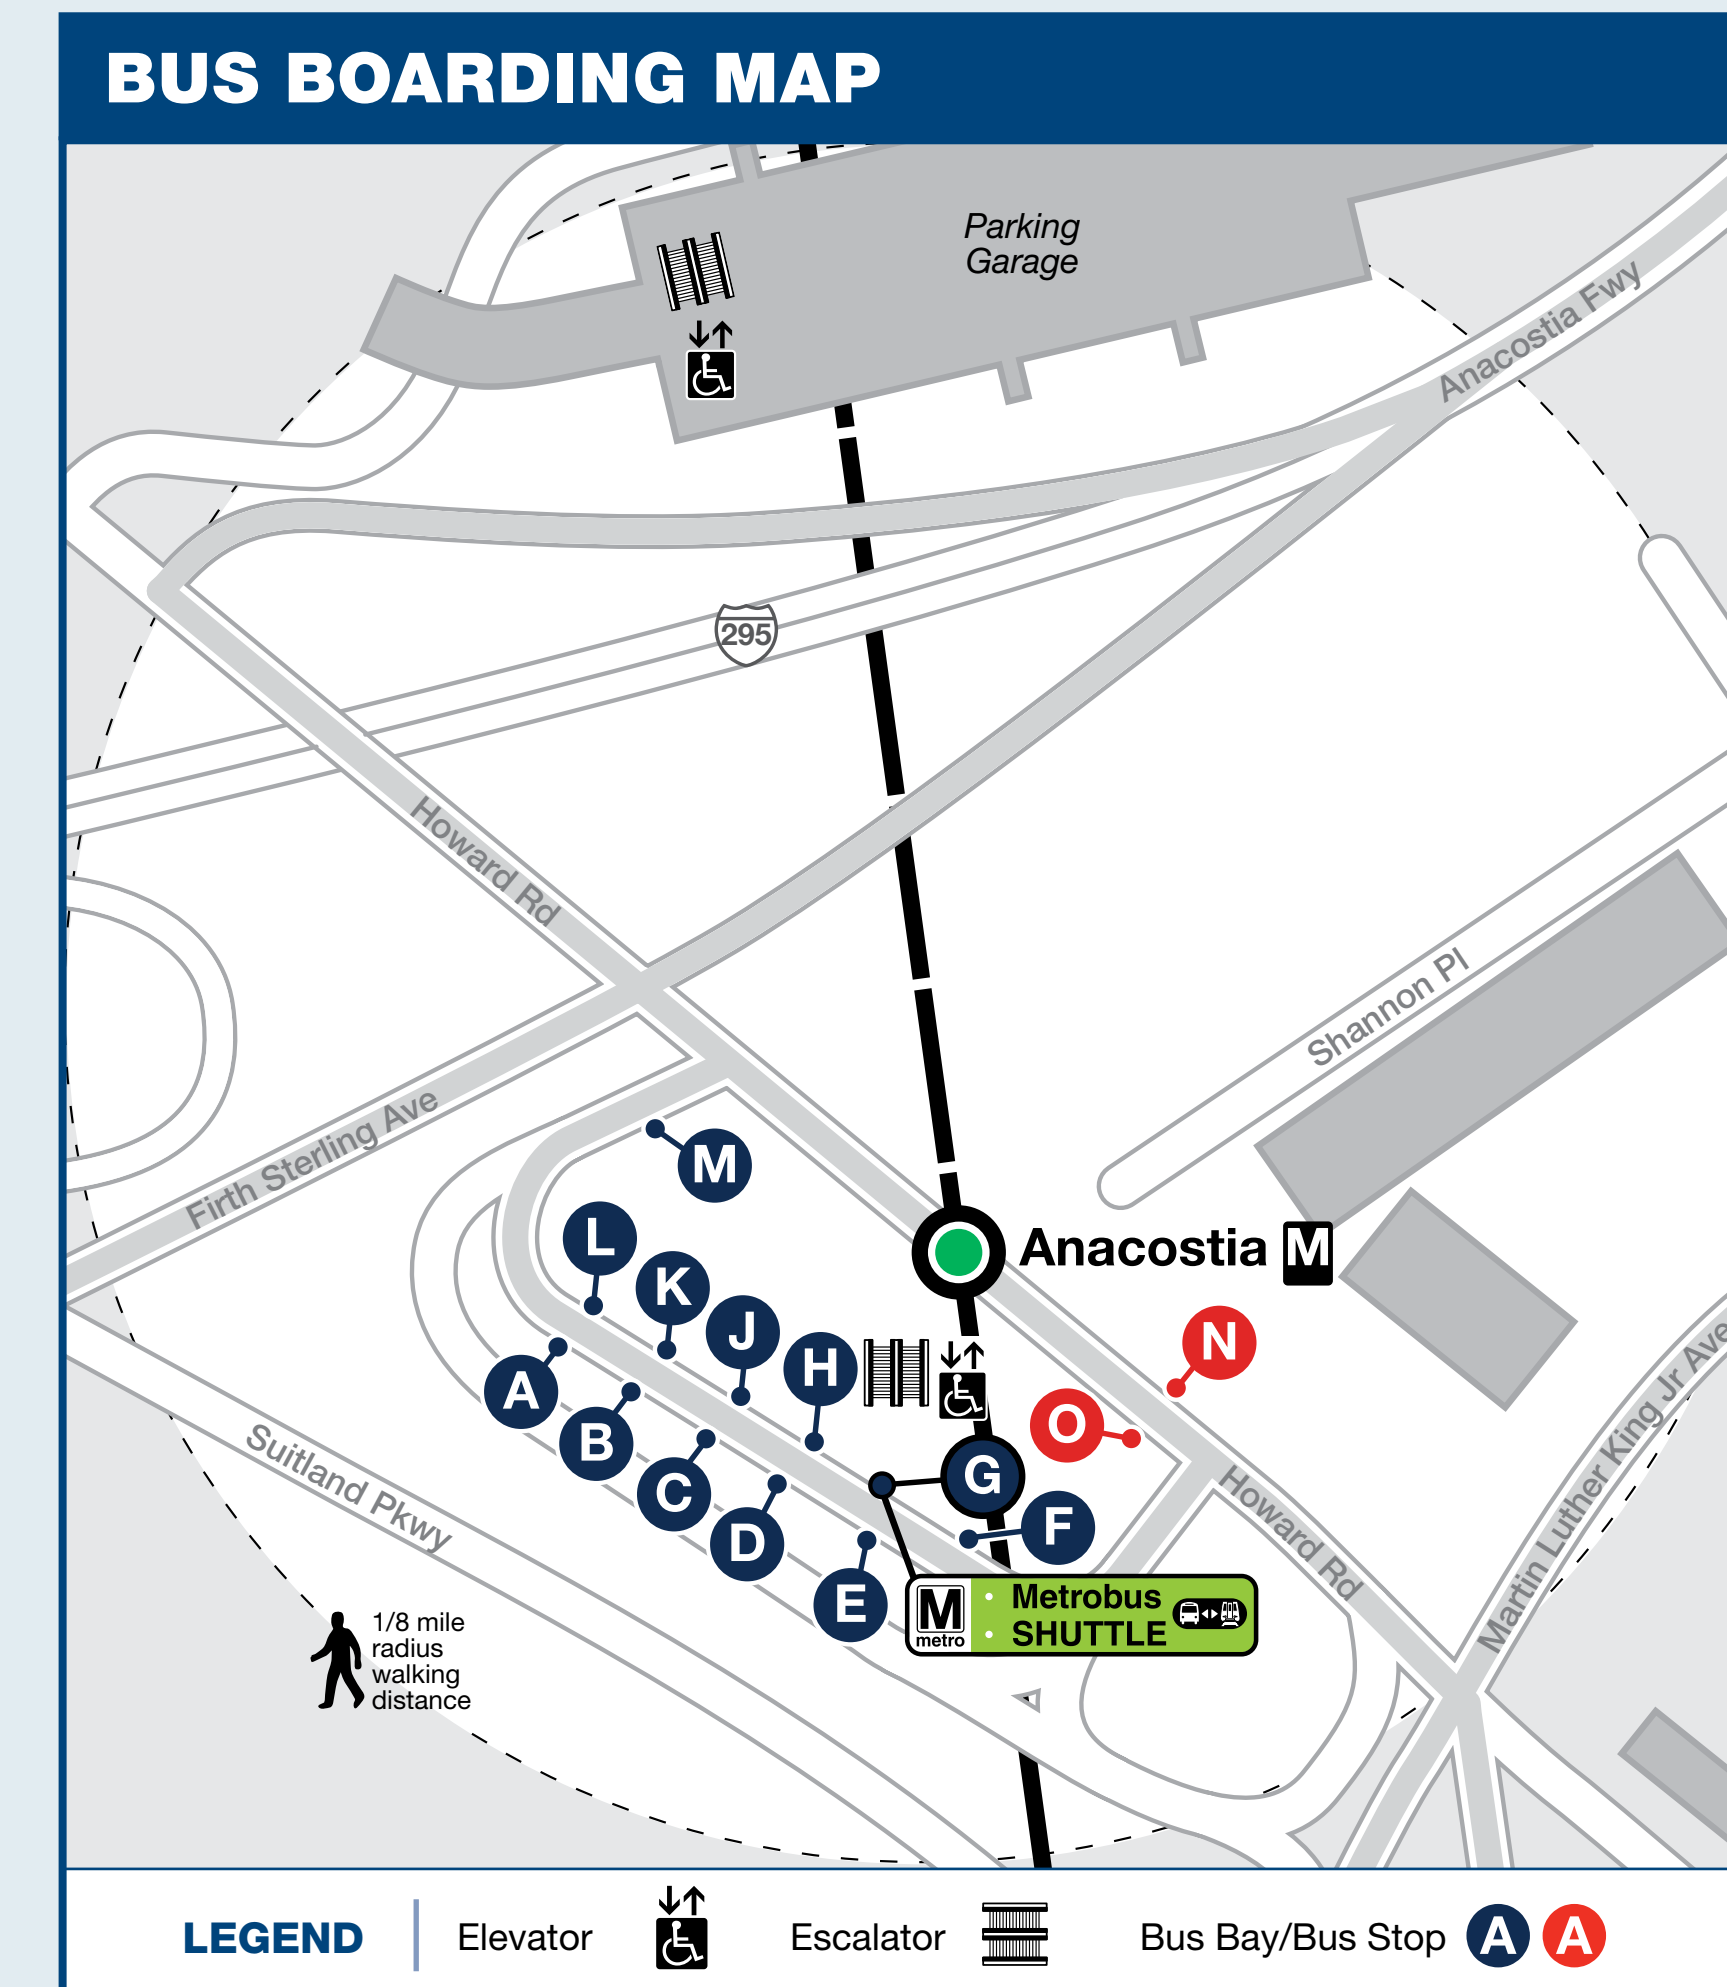 BUS BOARDING MAP
Parking
Garage
Anacostia Fwy
295
Howard Rd
Shannon Pl
Firth Sterling Ave
M
L
K
J
H
Anacostia M
N
A
B
C
D
E
O
G
F
Howard Rd
Martin Luther King Jr Ave
Suitland Pkwy
M
metro
Metrobus
SHUTTLE
1/8 mile
radius
walking
distance
LEGEND
Elevator
Escalator
Bus Bay/Bus Stop A A